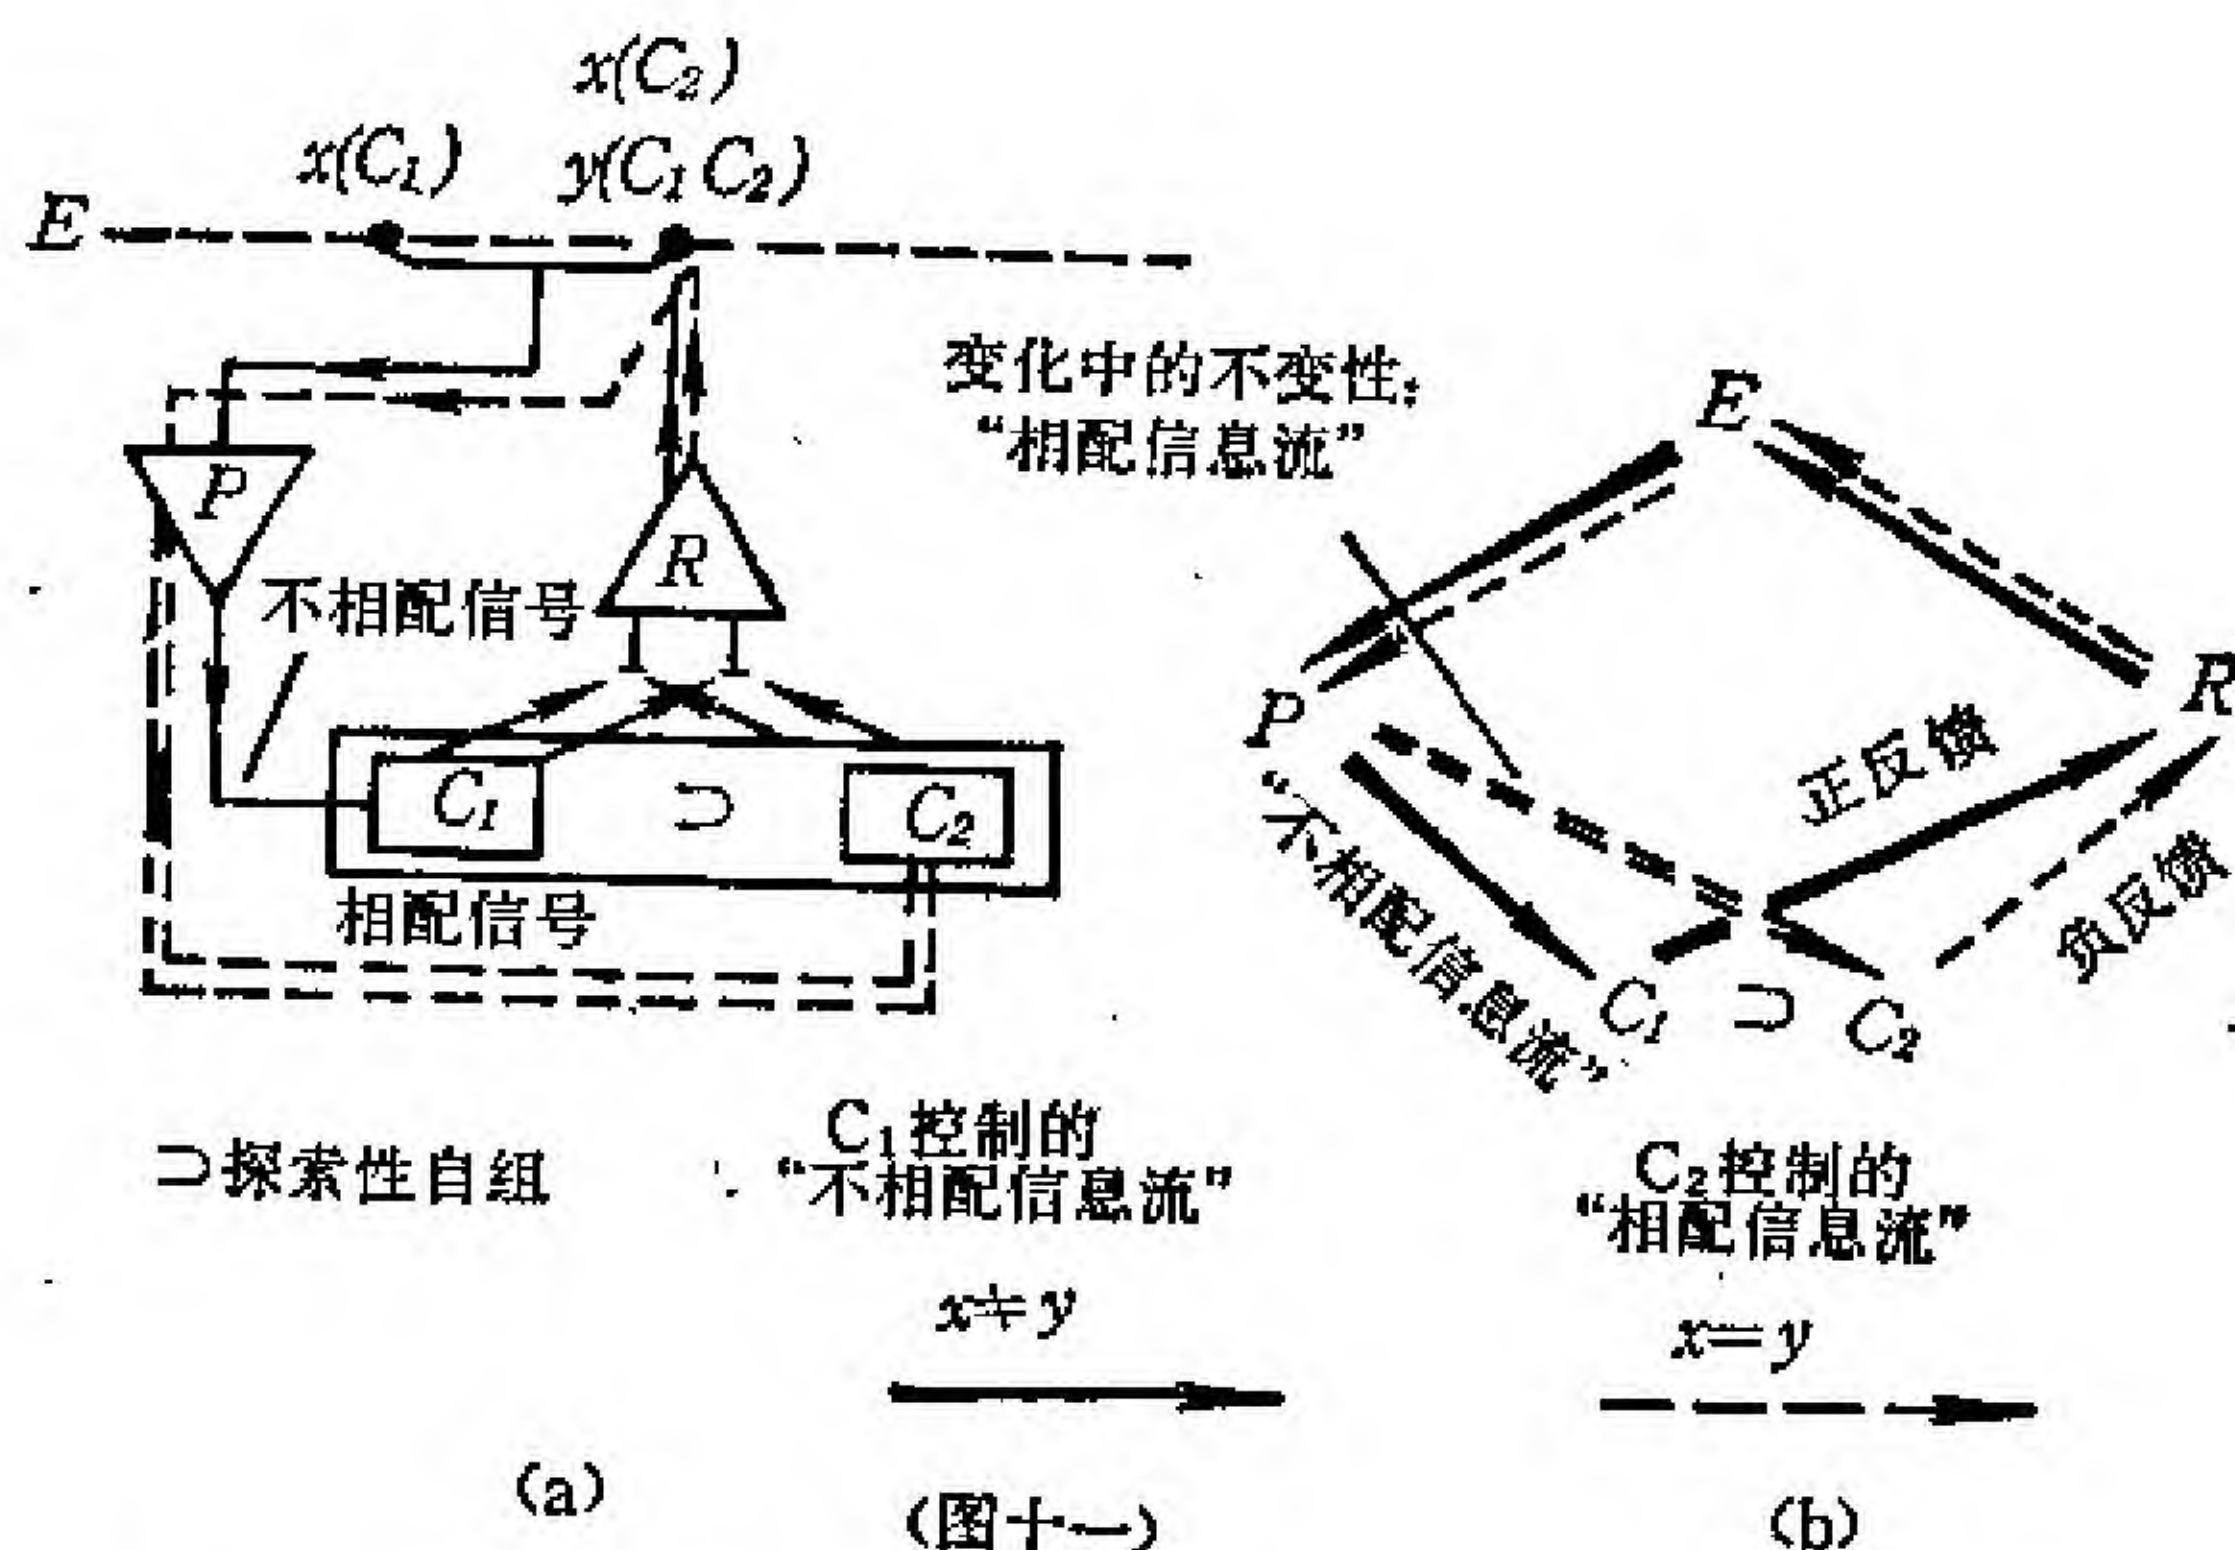 x(C₂)
x(C₁)
y(C₁ C₂)
E
P
R
不相配信号
C₁ ⊃ C₂
相配信号
⊃探索性自组
变化中的不变性：
“相配信息流”
E
P
R
正反馈
负反馈
“不相配信息流”
C₁ ⊃ C₂
C₁控制的
“不相配信息流”
x≠y
C₂控制的
“相配信息流”
x=y
(a)
(图十一)
(b)